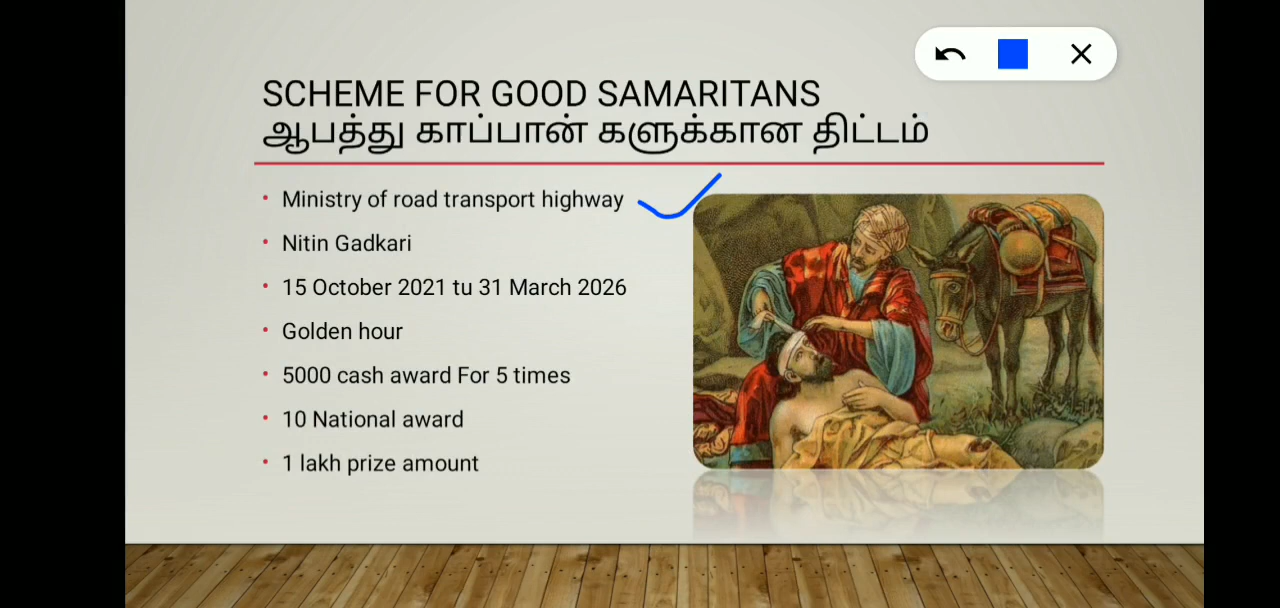 SCHEME FOR GOOD SAMARITANS
ஆபத்து காப்பான் களுக்கான திட்டம்
• Ministry of road transport highway
• Nitin Gadkari
• 15 October 2021 tu 31 March 2026
• Golden hour
• 5000 cash award For 5 times
• 10 National award
• 1 lakh prize amount